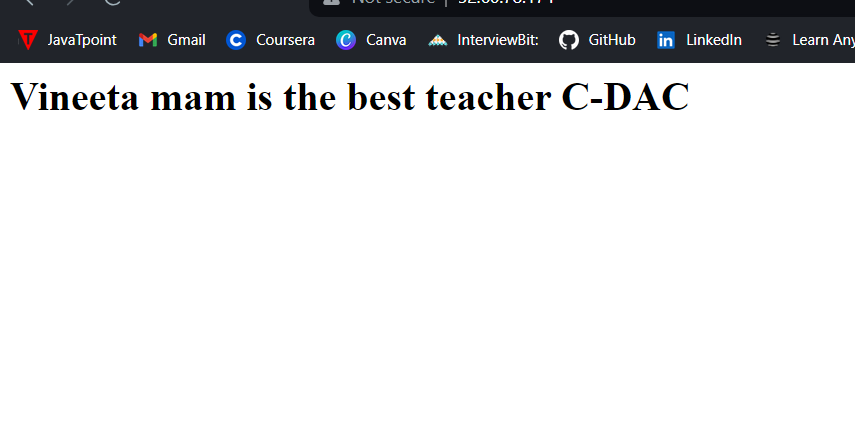 Not secure
JavaTpoint Gmail Coursera Canva InterviewBit: GitHub LinkedIn Learn Any
Vineeta mam is the best teacher C-DAC